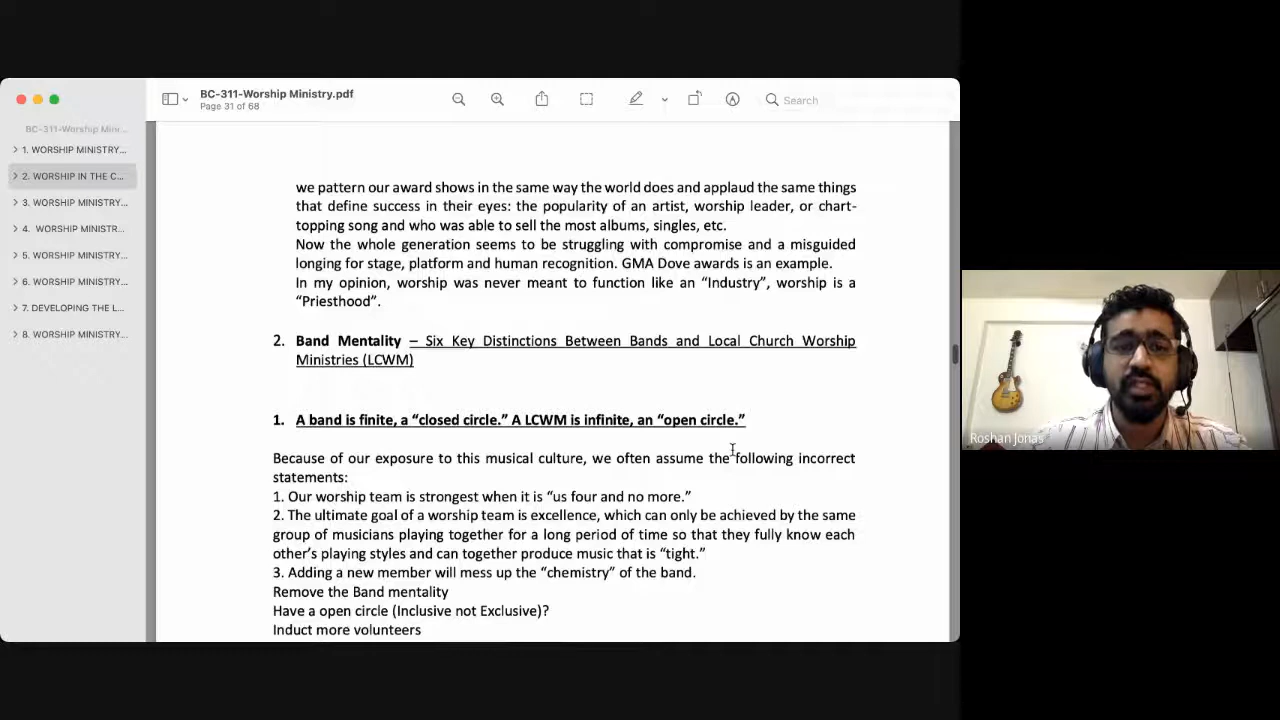 BC-311-Worship Ministry.pdf
Page 31 of 68
Search
BC-311-Worship Mini...
1. WORSHIP MINISTRY...
2. WORSHIP IN THE C...
3. WORSHIP MINISTRY...
4. WORSHIP MINISTR...
5. WORSHIP MINISTRY...
6. WORSHIP MINISTRY...
7. DEVELOPING THE L...
8. WORSHIP MINISTRY...
we pattern our award shows in the same way the world does and applaud the same things
that define success in their eyes: the popularity of an artist, worship leader, or chart-
topping song and who was able to sell the most albums, singles, etc.
Now the whole generation seems to be struggling with compromise and a misguided
longing for stage, platform and human recognition. GMA Dove awards is an example.
In my opinion, worship was never meant to function like an “Industry”, worship is a
“Priesthood”.
2. Band Mentality – Six Key Distinctions Between Bands and Local Church Worship
Ministries (LCWM)
1. A band is finite, a “closed circle.” A LCWM is infinite, an “open circle.”
Because of our exposure to this musical culture, we often assume the following incorrect
statements:
1. Our worship team is strongest when it is “us four and no more.”
2. The ultimate goal of a worship team is excellence, which can only be achieved by the same
group of musicians playing together for a long period of time so that they fully know each
other’s playing styles and can together produce music that is “tight.”
3. Adding a new member will mess up the “chemistry” of the band.
Remove the Band mentality
Have a open circle (Inclusive not Exclusive)?
Induct more volunteers
Roshan Jonas